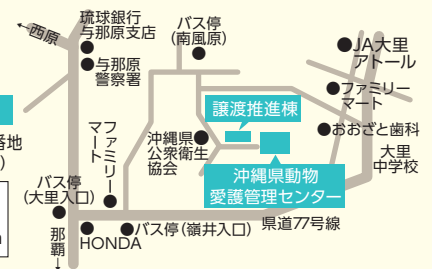 ←西原
琉球銀行
与那原支店
●与那原
警察署
バス停
(南風原)
●JA大里
アトール
●ファミリー
マート
●おおざと歯科
大里
中学校
譲渡推進棟
沖縄県
公衆衛生
協会
沖縄県動物
愛護管理センター
番地
)
ファミリー
マート
バス停
(大里入口)
県道77号線
●バス停(嶺井入口)
HONDA
那覇→